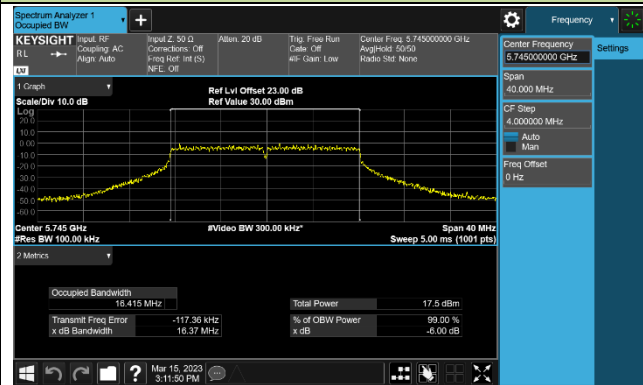 Spectrum Analyzer 1
Occupied BW
Frequency
KEYSIGHT
RL
LXI
Input: RF
Coupling: AC
Align: Auto
Input Z: 50 Ω
Corrections: Off
Freq Ref: Int (S)
NFE: Off
Atten: 20 dB
Trig: Free Run
Gate: Off
#IF Gain: Low
Center Freq: 5.745000000 GHz
Avg|Hold: 50/50
Radio Std: None
Center Frequency
5.745000000 GHz
Settings
Span
40.000 MHz
CF Step
4.000000 MHz
Auto
Man
Freq Offset
0 Hz
1 Graph
Scale/Div 10.0 dB
Ref Lvl Offset 23.00 dB
Ref Value 30.00 dBm
Log
20.0
10.0
0.00
-10.0
-20.0
-30.0
-40.0
-50.0
-60.0
Center 5.745 GHz
#Res BW 100.00 kHz
#Video BW 300.00 kHz*
Span 40 MHz
Sweep 5.00 ms (1001 pts)
2 Metrics
Occupied Bandwidth
16.415 MHz
Total Power 17.5 dBm
Transmit Freq Error -117.36 kHz
% of OBW Power 99.00 %
x dB Bandwidth 16.37 MHz
x dB -6.00 dB
?
Mar 15, 2023
3:11:50 PM